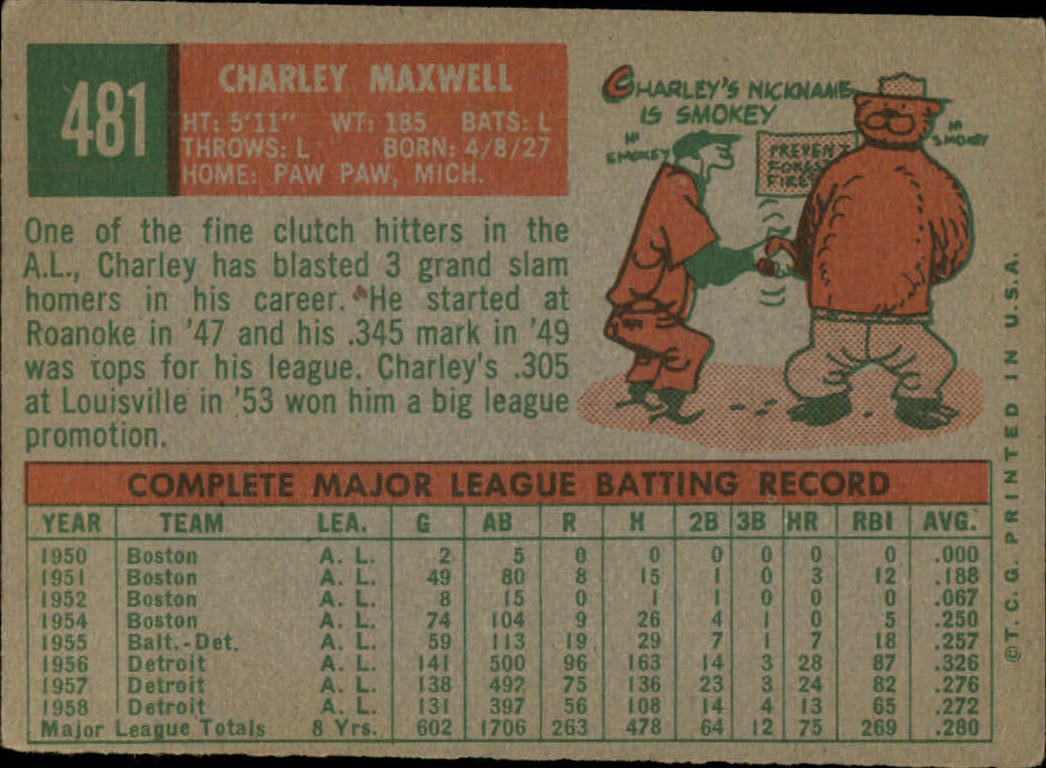 481
CHARLEY MAXWELL
HT: 5'11" WT: 185 BATS: L
THROWS: L BORN: 4/8/27
HOME: PAW PAW, MICH.
CHARLEY'S NICKNAME
IS SMOKEY
HI
SMOKEY
HI
SMOKEY
PREVENT
FOREST
FIRE
One of the fine clutch hitters in the
A.L., Charley has blasted 3 grand slam
homers in his career. He started at
Roanoke in '47 and his .345 mark in '49
was tops for his league. Charley's .305
at Louisville in '53 won him a big league
promotion.
COMPLETE MAJOR LEAGUE BATTING RECORD
YEAR TEAM LEA. G AB R H 2B 3B HR RBI AVG.
1950 Boston A. L. 2 5 0 0 0 0 0 0 .000
1951 Boston A. L. 49 80 8 15 1 0 3 12 .188
1952 Boston A. L. 8 15 0 1 1 0 0 0 .067
1954 Boston A. L. 74 104 9 26 4 1 0 5 .250
1955 Balt.-Det. A. L. 59 113 19 29 7 1 7 18 .257
1956 Detroit A. L. 141 500 96 163 14 3 28 87 .326
1957 Detroit A. L. 138 492 75 136 23 3 24 82 .276
1958 Detroit A. L. 131 397 56 108 14 4 13 65 .272
Major League Totals 8 Yrs. 602 1706 263 478 64 12 75 269 .280
©T. C. G. PRINTED IN U.S.A.